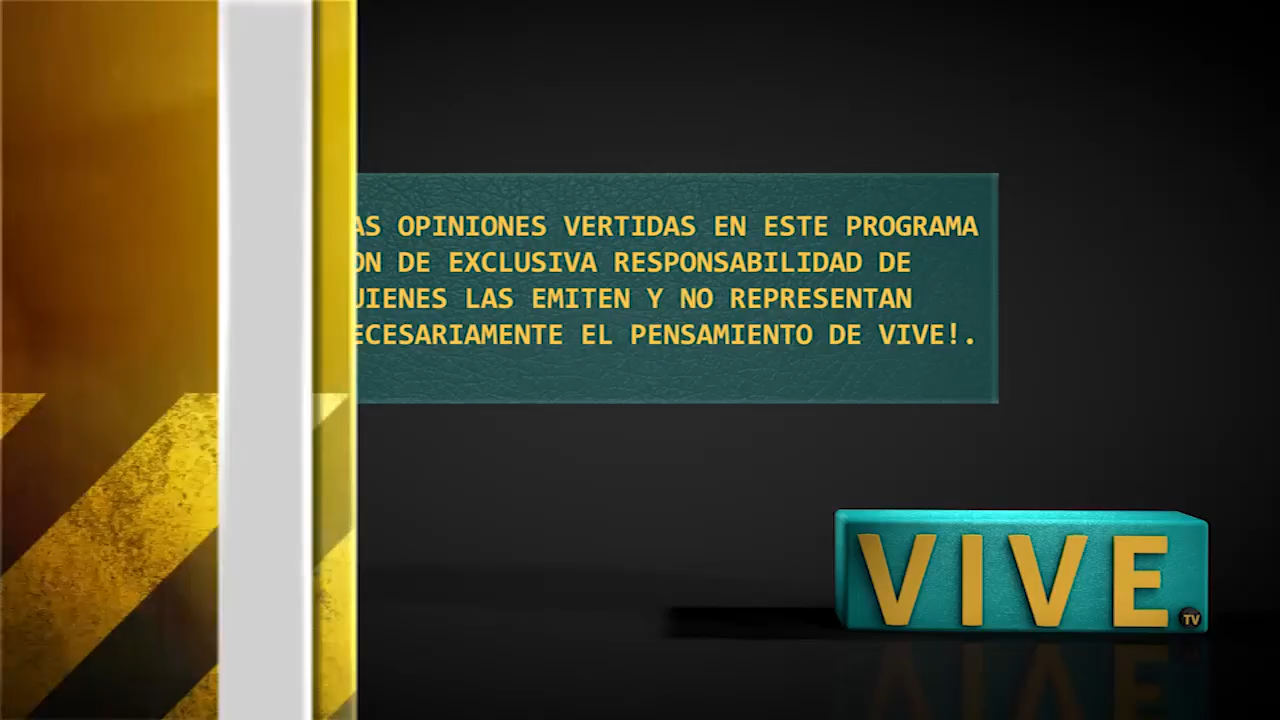 AS OPINIONES VERTIDAS EN ESTE PROGRAMA
ON DE EXCLUSIVA RESPONSABILIDAD DE
UIENES LAS EMITEN Y NO REPRESENTAN
ECESARIAMENTE EL PENSAMIENTO DE VIVE!.
VIVE
TV